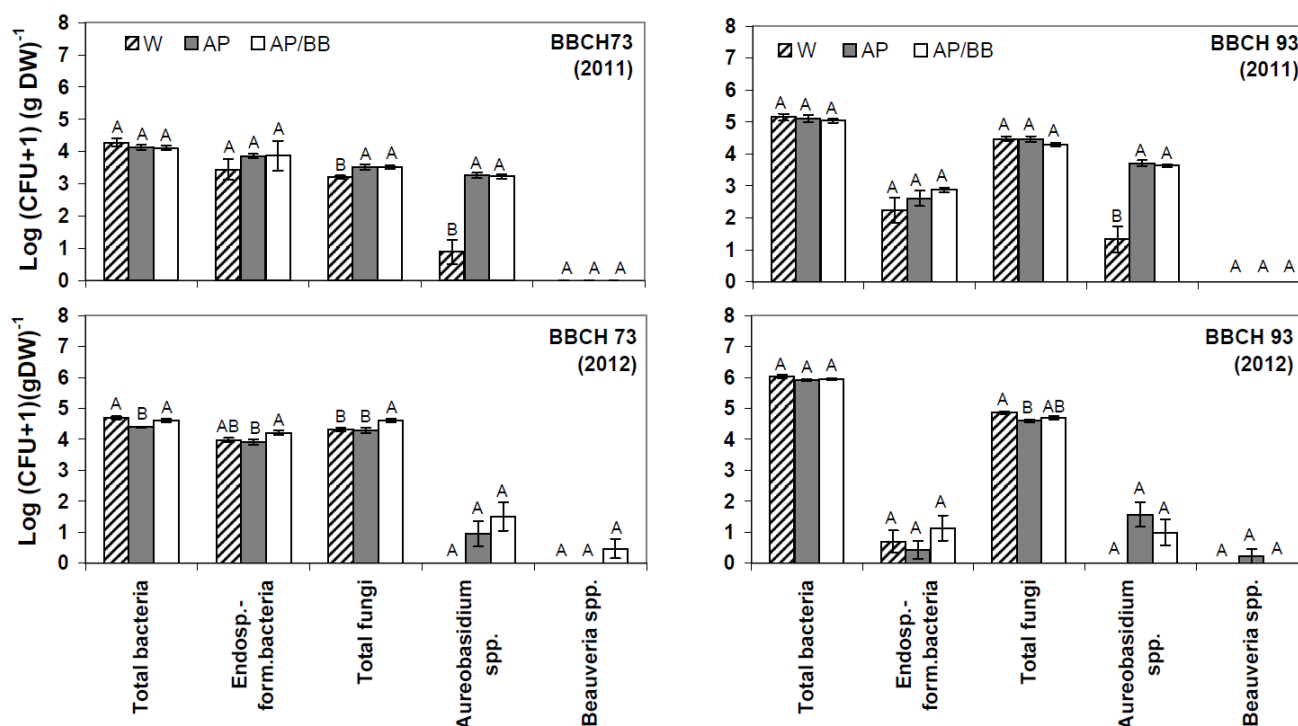 Log (CFU+1) (g DW)⁻¹
8
7
6
5
4
3
2
1
0
W AP AP/BB
BBCH73
(2011)
A A A
A A A
B A A
B A A
A A A
8
7
6
5
4
3
2
1
0
W AP AP/BB
BBCH 93
(2011)
A A A
A A A
A A A
B A A
A A A
Log (CFU+1)(gDW)⁻¹
8
7
6
5
4
3
2
1
0
BBCH 73
(2012)
A B A
AB B A
B B A
A A A
A A A
Total bacteria
Endosp.-
form.bacteria
Total fungi
Aureobasidium
spp.
Beauveria spp.
8
7
6
5
4
3
2
1
0
BBCH 93
(2012)
A A A
A A A
A B AB
A A A
A A A
Total bacteria
Endosp.-
form.bacteria
Total fungi
Aureobasidium
spp.
Beauveria spp.